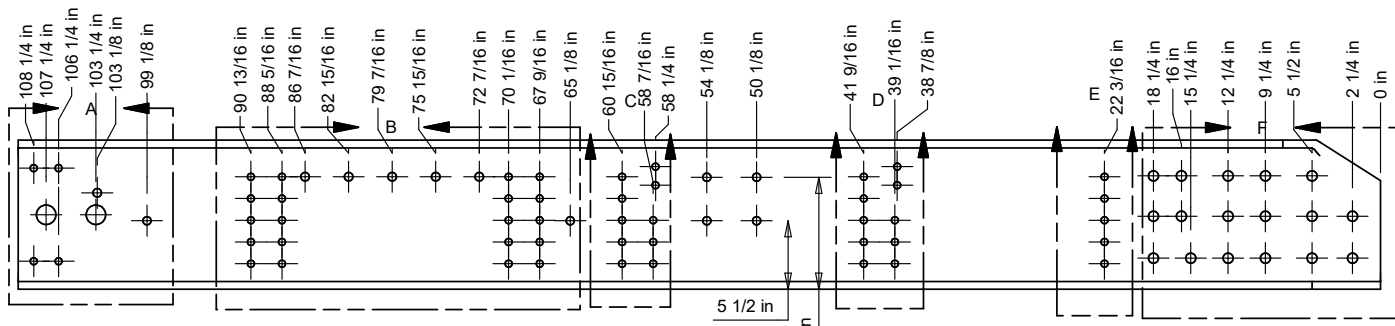 108 1/4 in
107 1/4 in
106 1/4 in
103 1/4 in
103 1/8 in
99 1/8 in
90 13/16 in
88 5/16 in
86 7/16 in
82 15/16 in
79 7/16 in
75 15/16 in
72 7/16 in
70 1/16 in
67 9/16 in
65 1/8 in
60 15/16 in
58 7/16 in
58 1/4 in
54 1/8 in
50 1/8 in
41 9/16 in
39 1/16 in
38 7/8 in
22 3/16 in
18 1/4 in
16 in
15 1/4 in
12 1/4 in
9 1/4 in
5 1/2 in
2 1/4 in
0 in
A
B
C
D
E
F
5 1/2 in